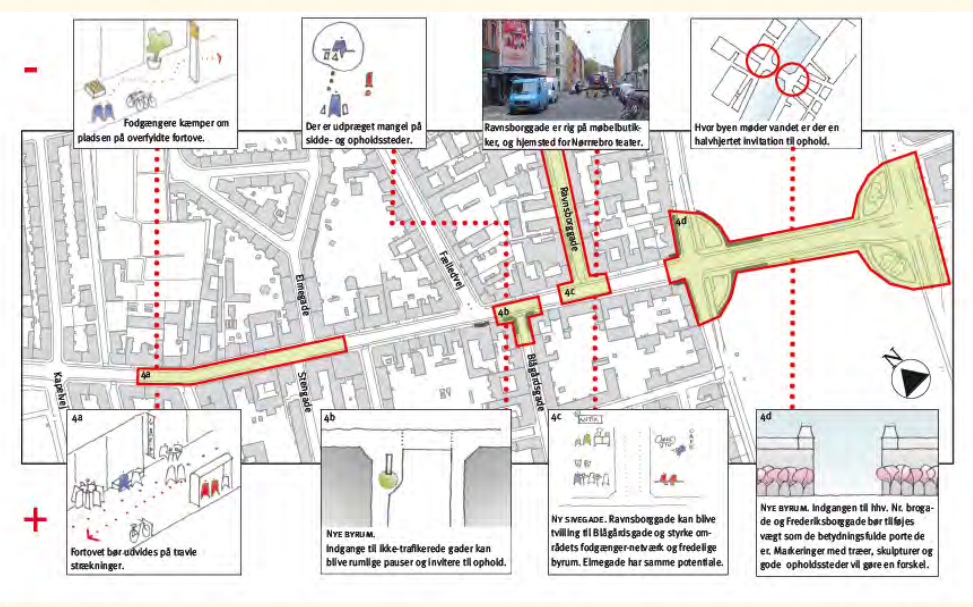 -
Fodgængere kæmper om
pladsen på overfyldte fortove.
Der er udpræget mangel på
sidde- og opholdssteder.
Ravnsborggade er rig på møbelbutik-
ker, og hjemsted for Nørrebro teater.
Hvor byen møder vandet er der en
halvhjertet invitation til ophold.
Ravnsborggade
4d
Fælledvej
Elmegade
4c
4b
4a
Kapelvej
Stengade
Blågårdsgade
N
4a
CAFE
+
Fortovet bør udvides på travle
strækninger.
4b
NYE BYRUM.
Indgange til ikke-trafikerede gader kan
blive rumlige pauser og invitere til ophold.
4c
ANTIK
CAFE
NY SIVEGADE. Ravnsborggade kan blive
tvilling til Blågårdsgade og styrke om-
rådets fodgænger-netværk og fredelige
byrum. Elmegade har samme potentiale.
4d
NYE BYRUM. Indgangen til hhv. Nr. broga-
de og Frederiksborggade bør tilføjes
vægt som de betydningsfulde porte de
er. Markeringer med træer, skulpturer og
gode opholdssteder vil gøre en forskel.